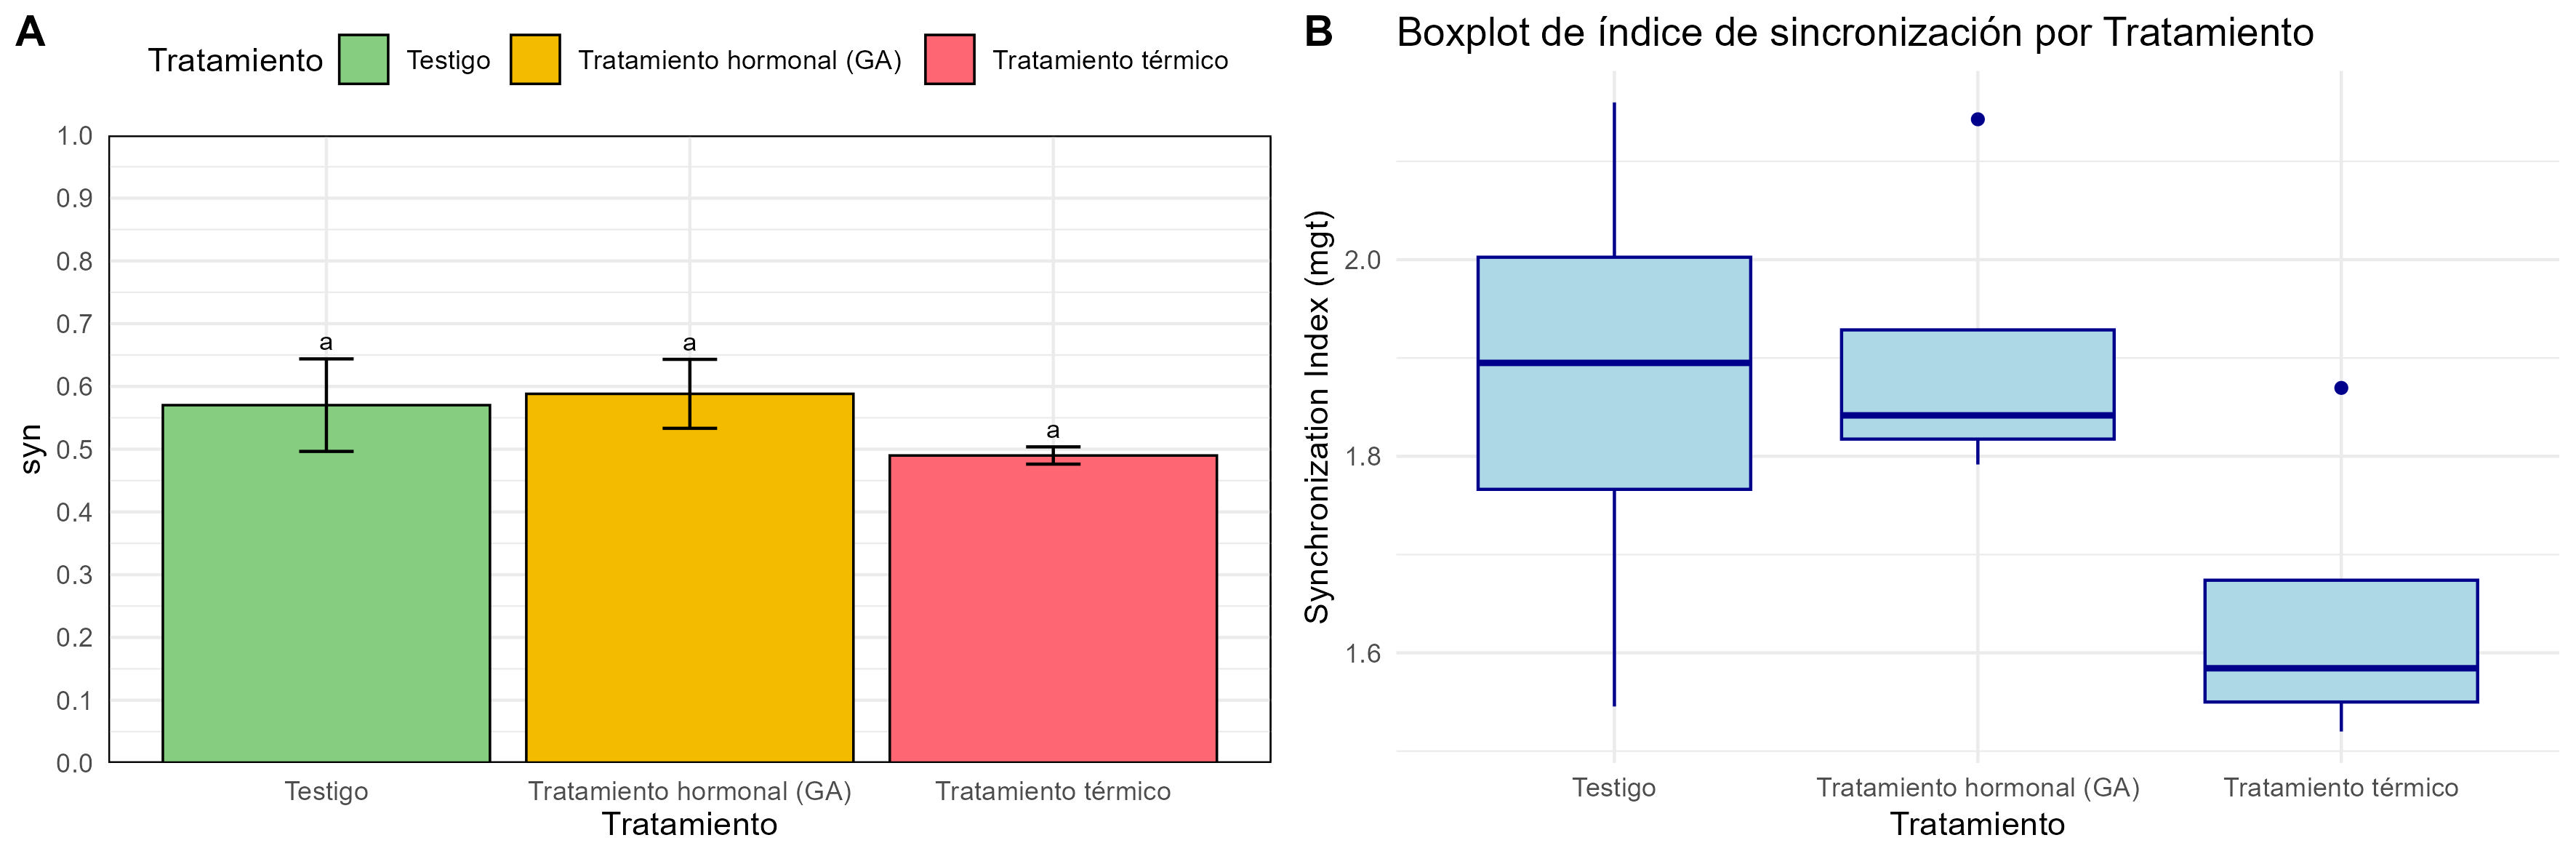 A
Tratamiento Testigo Tratamiento hormonal (GA) Tratamiento térmico
1.0
0.9
0.8
0.7
0.6
0.5
0.4
0.3
0.2
0.1
0.0
syn
a a a
Testigo Tratamiento hormonal (GA) Tratamiento térmico
Tratamiento
B Boxplot de índice de sincronización por Tratamiento
Synchronization Index (mgt)
2.0
1.8
1.6
Testigo Tratamiento hormonal (GA) Tratamiento térmico
Tratamiento